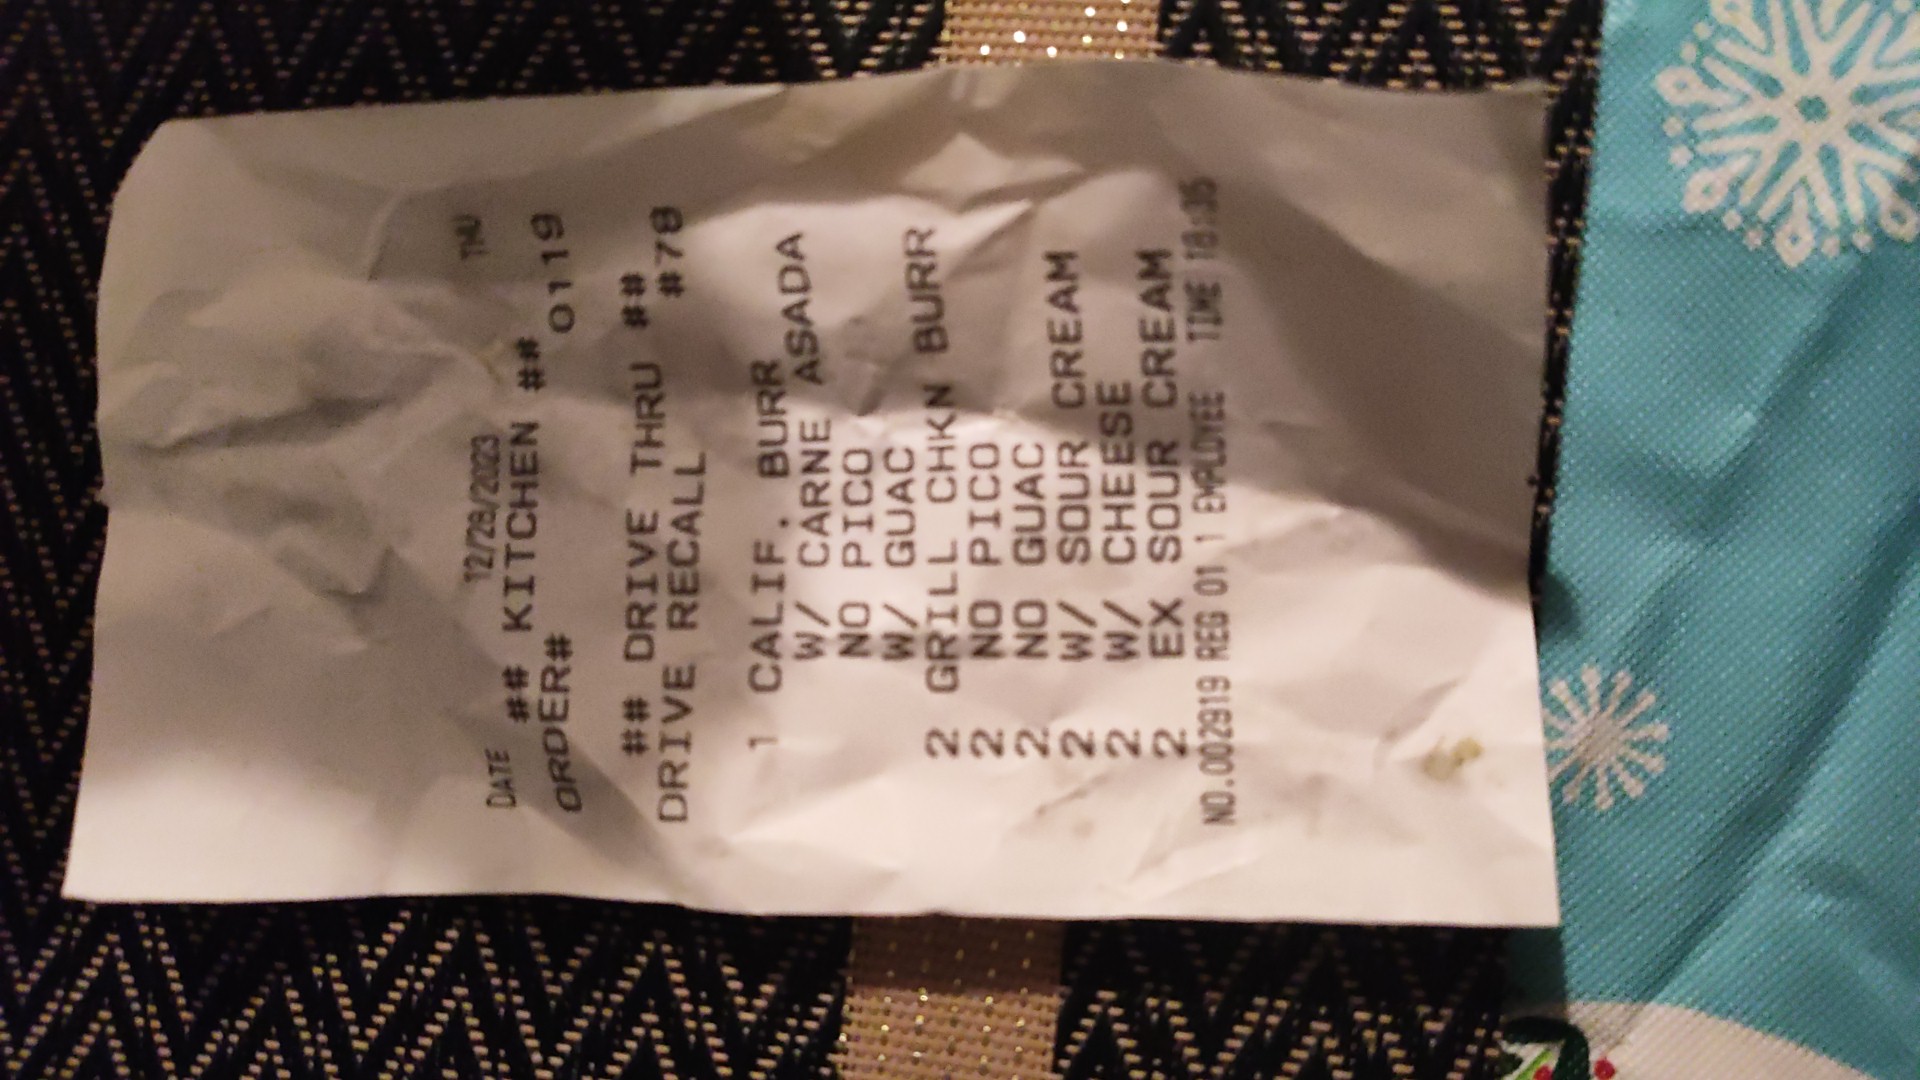 DATE 12/28/2023 THU
## KITCHEN ##
ORDER# 0119
## DRIVE THRU ##
DRIVE RECALL #78
1 CALIF. BURR
W/ CARNE ASADA
NO PICO
W/ GUAC
2 GRILL CHKN BURR
2 NO PICO
2 NO GUAC
2 W/ SOUR CREAM
2 W/ CHEESE
2 EX SOUR CREAM
NO.002919 REG 01 1 EMPLOYEE TIME 18:35